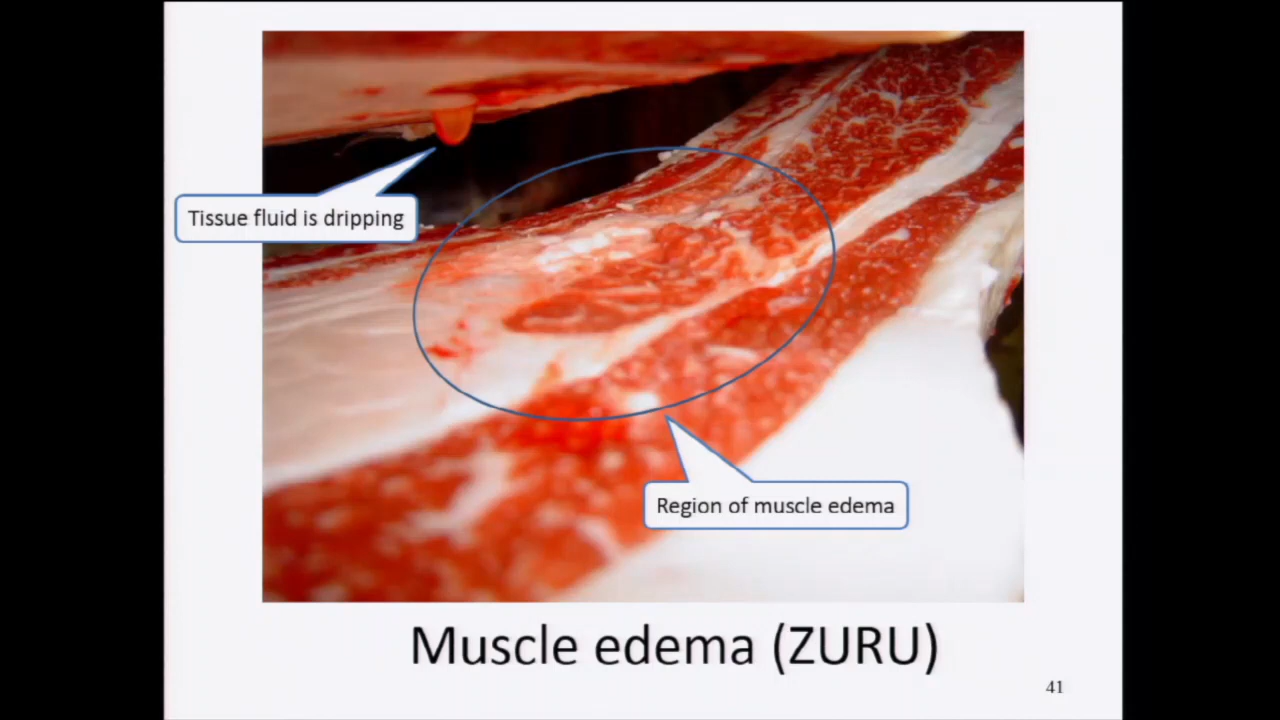 Tissue fluid is dripping
Region of muscle edema
Muscle edema (ZURU)
41